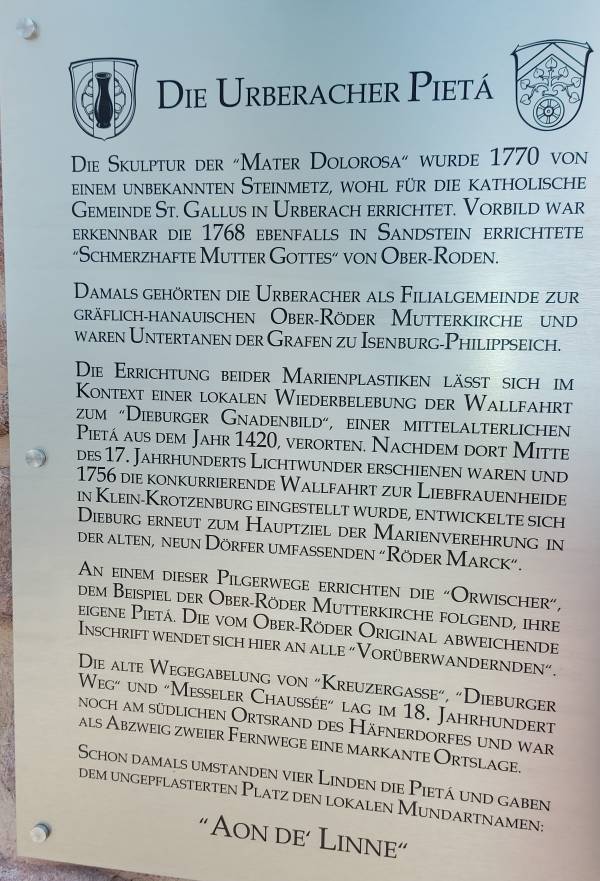 Die Urberacher Pietá
Die Skulptur der "Mater Dolorosa" wurde 1770 von
einem unbekannten Steinmetz, wohl für die katholische
Gemeinde St. Gallus in Urberach errichtet. Vorbild war
erkennbar die 1768 ebenfalls in Sandstein errichtete
"Schmerzhafte Mutter Gottes" von Ober-Roden.
Damals gehörten die Urberacher als Filialgemeinde zur
gräflich-hanauischen Ober-Röder Mutterkirche und
waren Untertanen der Grafen zu Isenburg-Philippseich.
Die Errichtung beider Marienplastiken lässt sich im
Kontext einer lokalen Wiederbelebung der Wallfahrt
zum "Dieburger Gnadenbild", einer mittelalterlichen
Pietá aus dem Jahr 1420, verorten. Nachdem dort Mitte
des 17. Jahrhunderts Lichtwunder erschienen waren und
1756 die konkurrierende Wallfahrt zur Liebfrauenheide
in Klein-Krotzenburg eingestellt wurde, entwickelte sich
Dieburg erneut zum Hauptziel der Marienverehrung in
der alten, neun Dörfer umfassenden "Röder Marck".
An einem dieser Pilgerwege errichten die "Orwischer",
dem Beispiel der Ober-Röder Mutterkirche folgend, ihre
eigene Pietá. Die vom Ober-Röder Original abweichende
Inschrift wendet sich hier an alle "Vorüberwandernden".
Die alte Wegegabelung von "Kreuzergasse", "Dieburger
Weg" und "Messeler Chaussée" lag im 18. Jahrhundert
noch am südlichen Ortsrand des Häfnerdorfes und war
als Abzweig zweier Fernwege eine markante Ortslage.
Schon damals umstanden vier Linden die Pietá und gaben
dem ungepflasterten Platz den lokalen Mundartnamen:
"Aon de' Linne"